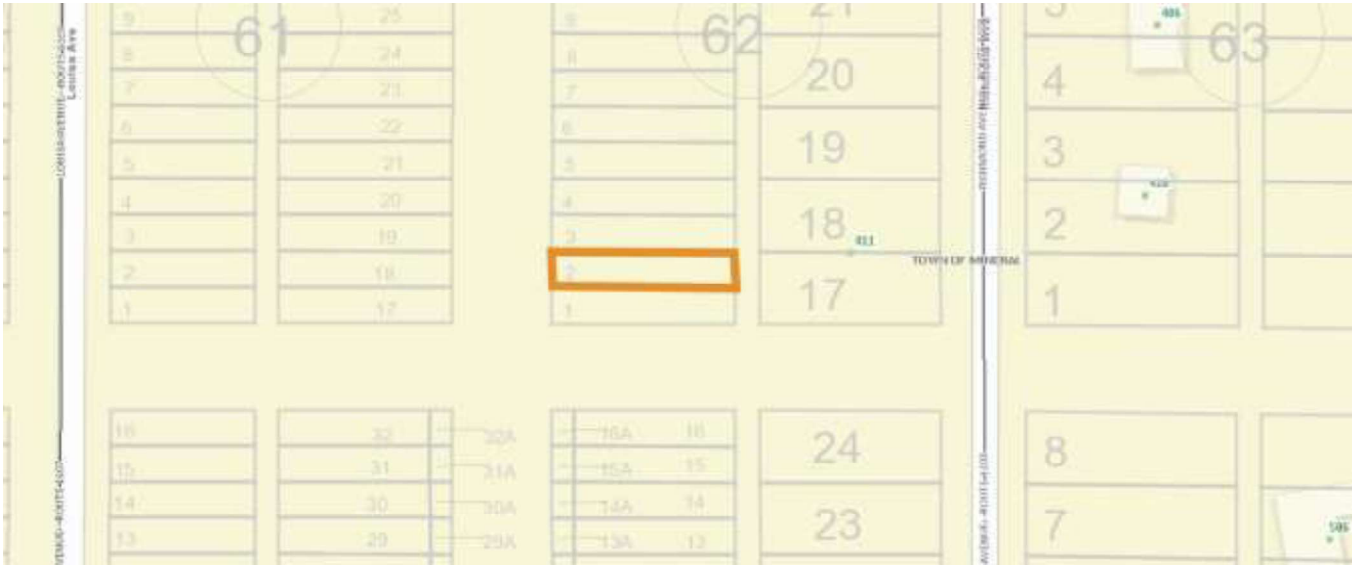 9 25 9 21 5 406
61 62 63
8 24 8 20 4
Louisa Ave
7 23 7
6 22 6 19 3
5 21 5
4 20 4 18 2
3 19 3 411
TOWN OF MINERAL
2 18 2 17 1
1 17 1
16 32 32A 16A 16 24 8
15 31 31A 15A 15
14 30 30A 14A 14 23 7
13 29 29A 13A 13 505